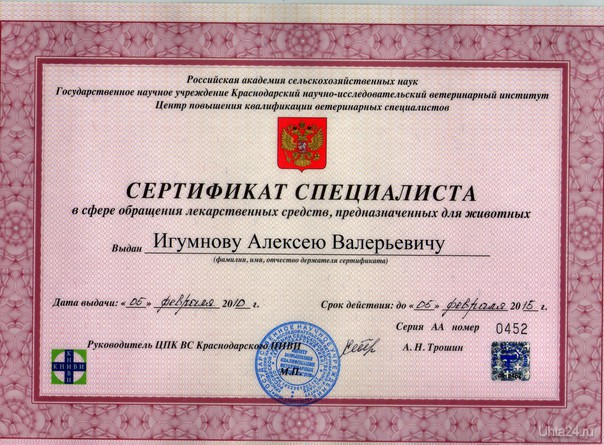 Российская академия сельскохозяйственных наук
Государственное научное учреждение Краснодарский научно-исследовательский ветеринарный институт
Центр повышения квалификации ветеринарных специалистов
СЕРТИФИКАТ СПЕЦИАЛИСТА
в сфере обращения лекарственных средств, предназначенных для животных
Выдан Игумнову Алексею Валерьевичу
(фамилия, имя, отчество держателя сертификата)
Дата выдачи: « 05 » февраля 2010 г.
Срок действия: до « 05 » февраля 2015 г.
Серия АА номер 0452
Руководитель ЦПК ВС Краснодарского НИВИ
А. Н. Трошин
М.П.
КНИВИ
Uhta24.ru